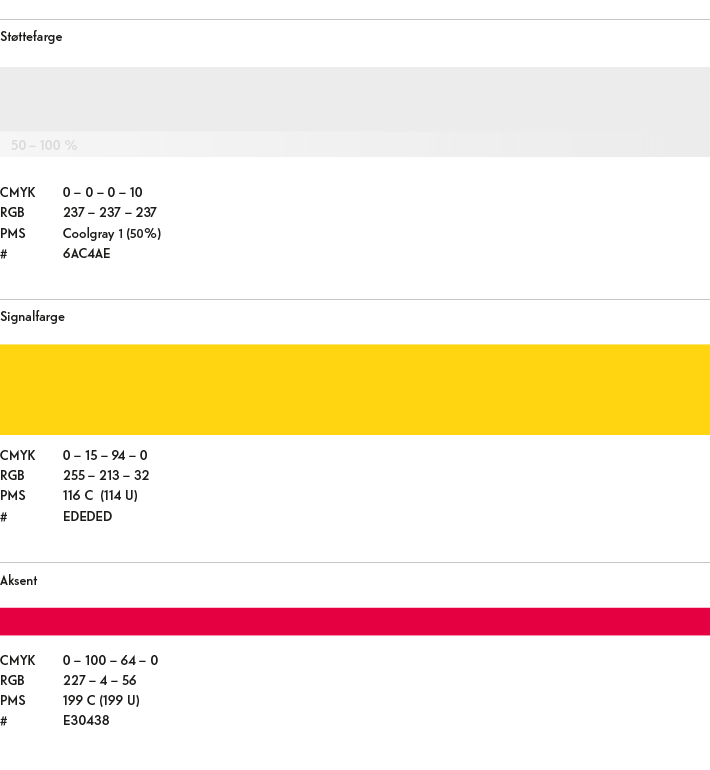 Støttefarge
50 – 100 %
CMYK 0 – 0 – 0 – 10
RGB 237 – 237 – 237
PMS Coolgray 1 (50%)
# 6AC4AE
Signalfarge
CMYK 0 – 15 – 94 – 0
RGB 255 – 213 – 32
PMS 116 C (114 U)
# EDEDED
Aksent
CMYK 0 – 100 – 64 – 0
RGB 227 – 4 – 56
PMS 199 C (199 U)
# E30438